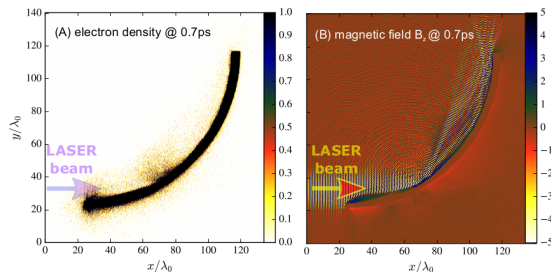 (A) electron density @ 0.7ps
(B) magnetic field B_z @ 0.7ps
LASER
beam
LASER
beam
140
120
100
80
60
40
20
0
y/λ₀
0 20 40 60 80 100 120
x/λ₀
1.0
0.9
0.8
0.7
0.6
0.5
0.4
0.3
0.2
0.1
0.0
0 20 40 60 80 100 120
x/λ₀
5
4
3
2
1
0
−1
−2
−3
−4
−5